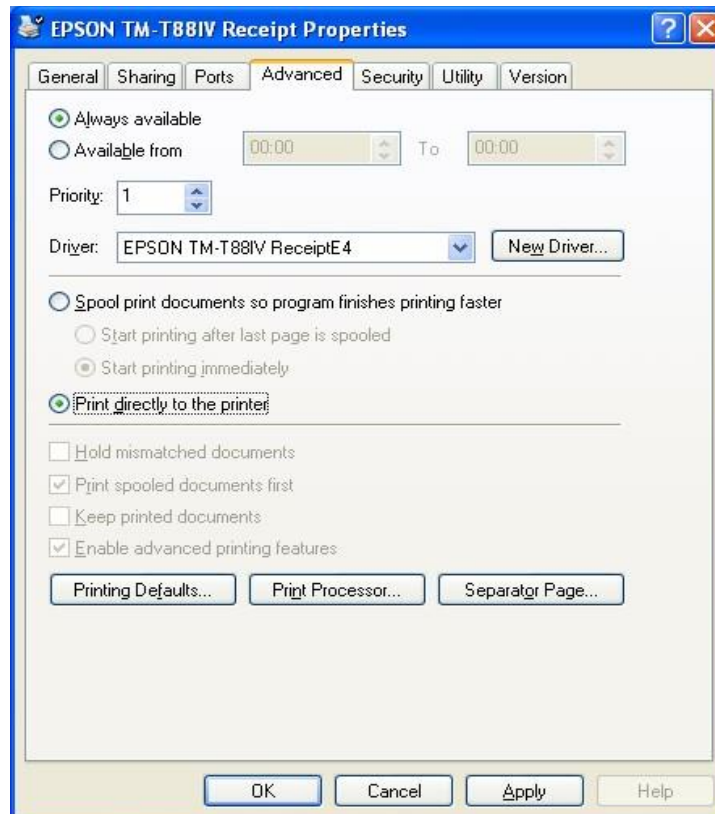 EPSON TM-T88IV Receipt Properties
General Sharing Ports Advanced Security Utility Version
Always available
Available from 00:00 To 00:00
Priority: 1
Driver: EPSON TM-T88IV ReceiptE4 New Driver...
Spool print documents so program finishes printing faster
Start printing after last page is spooled
Start printing immediately
Print directly to the printer
Hold mismatched documents
Print spooled documents first
Keep printed documents
Enable advanced printing features
Printing Defaults... Print Processor... Separator Page...
OK Cancel Apply Help